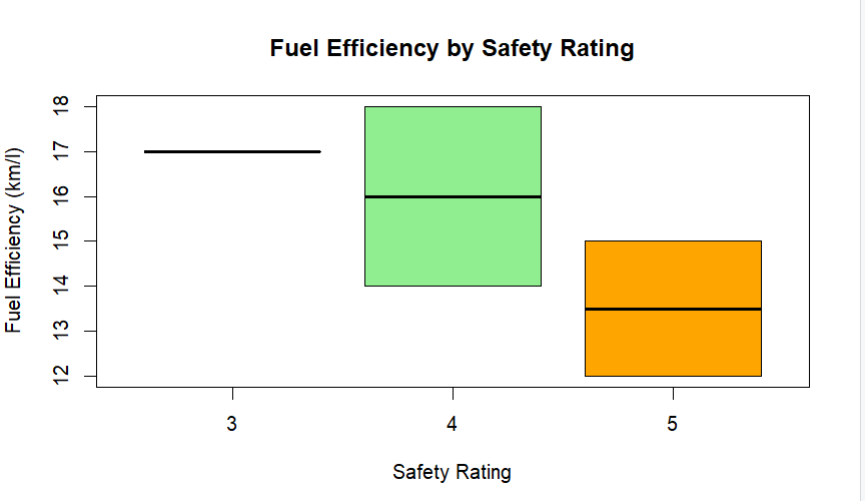 Fuel Efficiency by Safety Rating
Fuel Efficiency (km/l)
18
17
16
15
14
13
12
3 4 5
Safety Rating